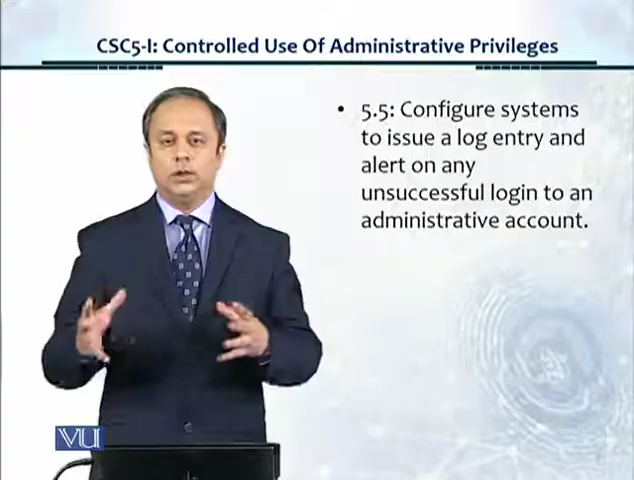 CSC5-I: Controlled Use Of Administrative Privileges
• 5.5: Configure systems
to issue a log entry and
alert on any
unsuccessful login to an
administrative account.
VU